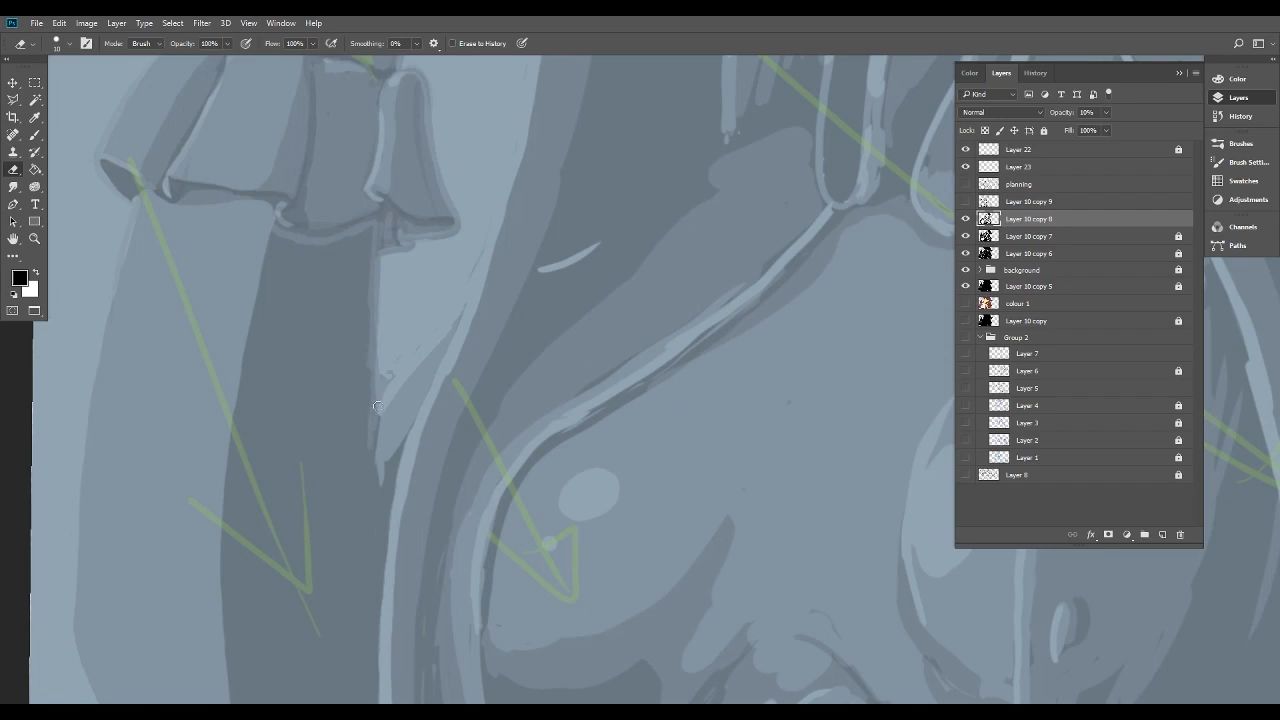 Ps File Edit Image Layer Type Select Filter 3D View Window Help
10 Mode: Brush Opacity: 100% Flow: 100% Smoothing: 0% Erase to History
Color Layers History
Kind
Normal Opacity: 10%
Lock: Fill: 100%
Layer 22
Layer 23
planning
Layer 10 copy 9
Layer 10 copy 8
Layer 10 copy 7
Layer 10 copy 6
background
Layer 10 copy 5
colour 1
Layer 10 copy
Group 2
Layer 7
Layer 6
Layer 5
Layer 4
Layer 3
Layer 2
Layer 1
Layer 8
fx
Color
Layers
History
Brushes
Brush Setti...
Swatches
Adjustments
Channels
Paths